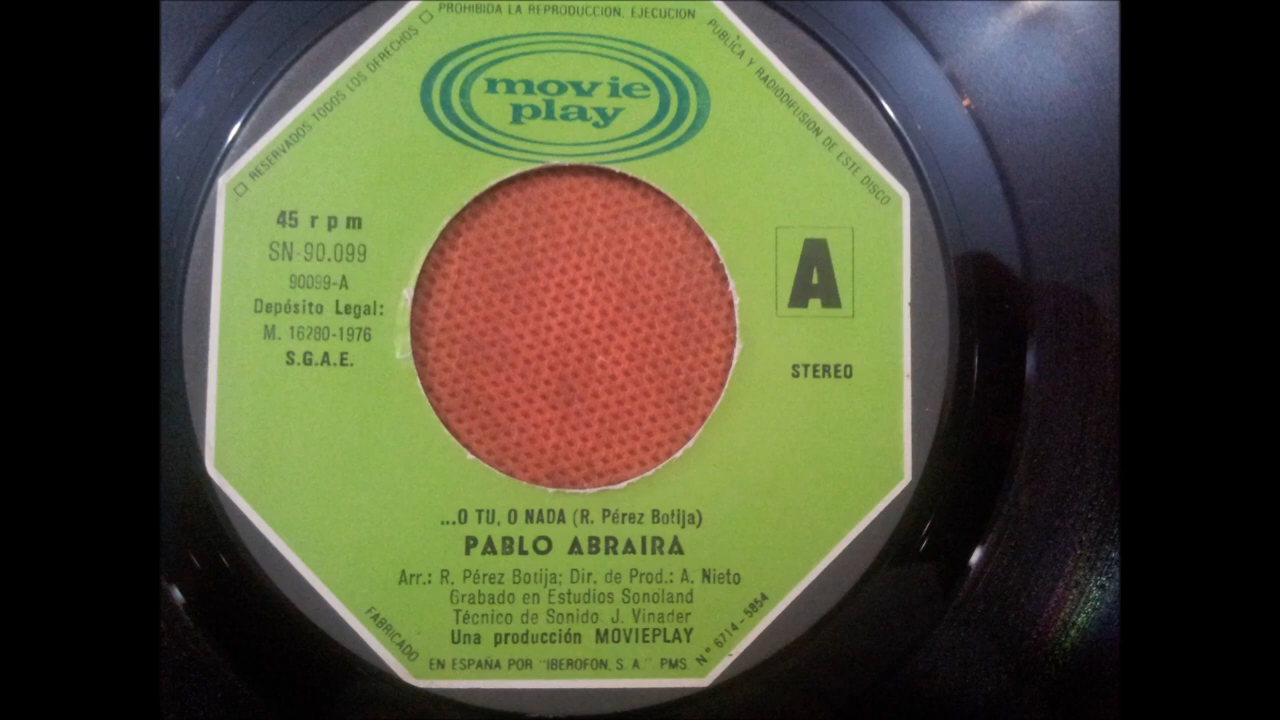 □ RESERVADOS TODOS LOS DERECHOS □ PROHIBIDA LA REPRODUCCION, EJECUCION PUBLICA Y RADIODIFUSION DE ESTE DISCO
movie
play
45 rpm
SN-90.099
90099-A
Depósito Legal:
M. 16280-1976
S.G.A.E.
A
STEREO
...O TU, O NADA (R. Pérez Botija)
PABLO ABRAIRA
Arr.: R. Pérez Botija; Dir. de Prod.: A. Nieto
Grabado en Estudios Sonoland
Técnico de Sonido J. Vinader
Una producción MOVIEPLAY
FABRICADO EN ESPAÑA POR "IBEROFON, S. A." PMS. Nº 6714-5854